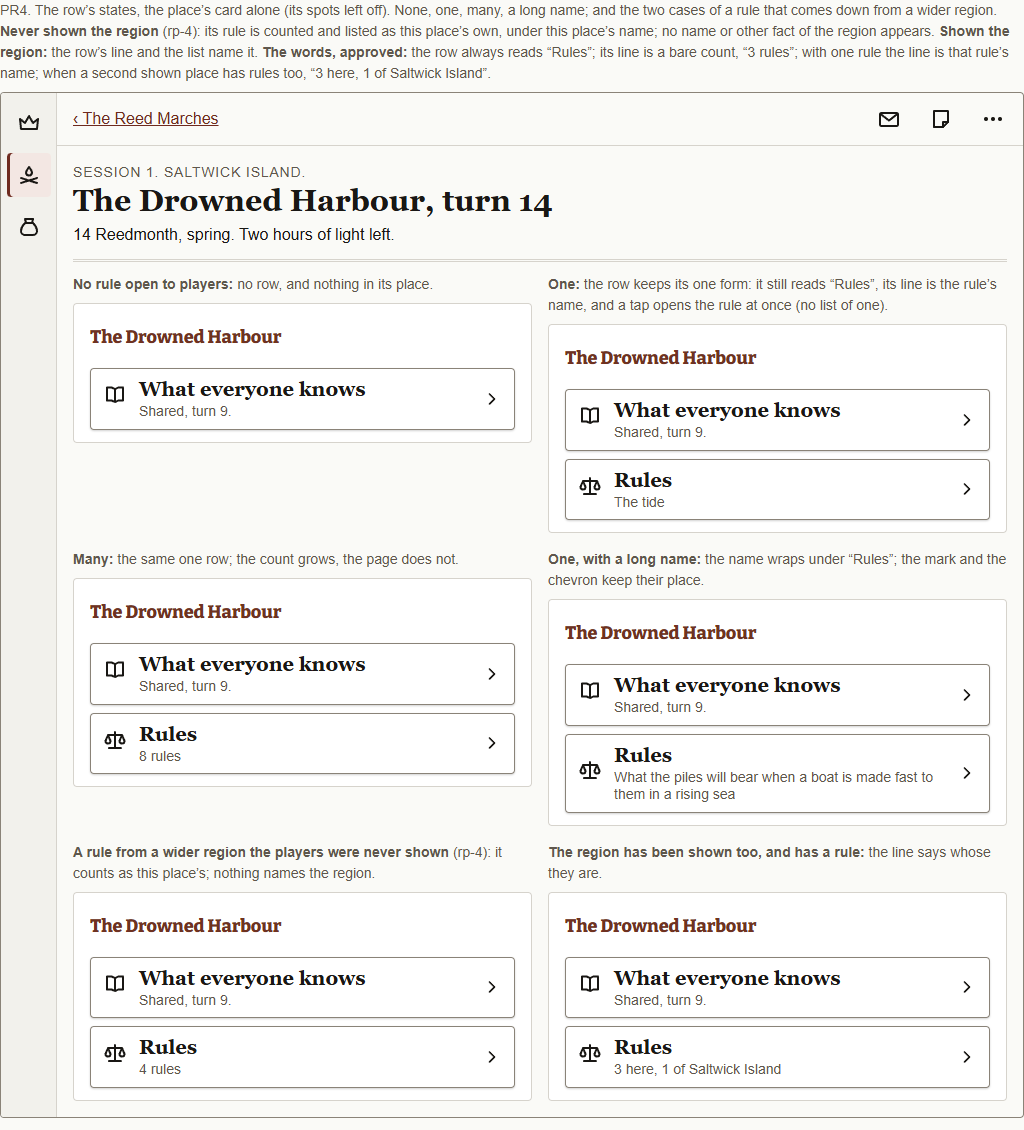 PR4. The row’s states, the place’s card alone (its spots left off). None, one, many, a long name; and the two cases of a rule that comes down from a wider region.
Never shown the region (rp-4): its rule is counted and listed as this place’s own, under this place’s name; no name or other fact of the region appears. Shown the
region: the row’s line and the list name it. The words, approved: the row always reads “Rules”; its line is a bare count, “3 rules”; with one rule the line is that rule’s
name; when a second shown place has rules too, “3 here, 1 of Saltwick Island”.
‹ The Reed Marches
SESSION 1. SALTWICK ISLAND.
The Drowned Harbour, turn 14
14 Reedmonth, spring. Two hours of light left.
No rule open to players: no row, and nothing in its place.
The Drowned Harbour
What everyone knows
Shared, turn 9.
One: the row keeps its one form: it still reads “Rules”, its line is the rule’s
name, and a tap opens the rule at once (no list of one).
The Drowned Harbour
What everyone knows
Shared, turn 9.
Rules
The tide
Many: the same one row; the count grows, the page does not.
The Drowned Harbour
What everyone knows
Shared, turn 9.
Rules
8 rules
One, with a long name: the name wraps under “Rules”; the mark and the
chevron keep their place.
The Drowned Harbour
What everyone knows
Shared, turn 9.
Rules
What the piles will bear when a boat is made fast to
them in a rising sea
A rule from a wider region the players were never shown (rp-4): it
counts as this place’s; nothing names the region.
The Drowned Harbour
What everyone knows
Shared, turn 9.
Rules
4 rules
The region has been shown too, and has a rule: the line says whose
they are.
The Drowned Harbour
What everyone knows
Shared, turn 9.
Rules
3 here, 1 of Saltwick Island